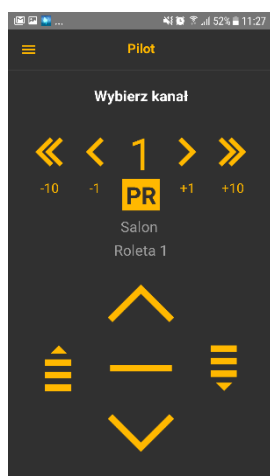 ... 52% 11:27
Pilot
Wybierz kanał
1
-10 -1 PR +1 +10
Salon
Roleta 1